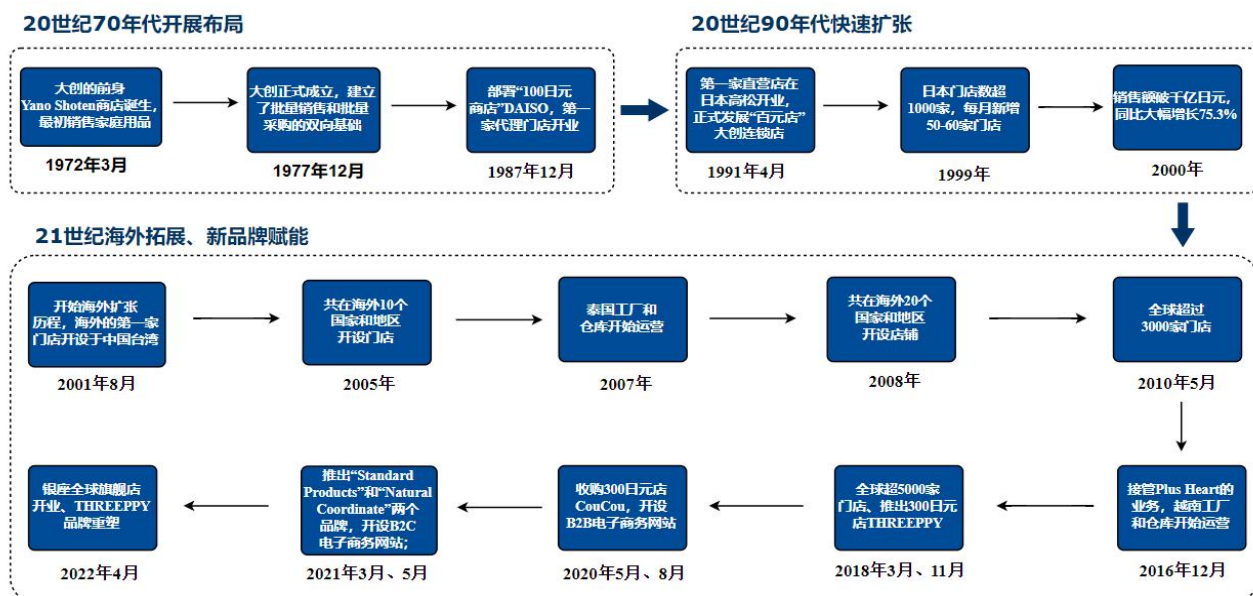 20世纪70年代开展布局
大创的前身
Yano Shoten商店诞生，
最初销售家庭用品
1972年3月
大创正式成立，建立
了批量销售和批量
采购的双向基础
1977年12月
部署“100日元
商店”DAISO，第一
家代理门店开业
1987年12月
20世纪90年代快速扩张
第一家直营店在
日本高松开业，
正式发展“百元店”
大创连锁店
1991年4月
日本门店数超
1000家，每月新增
50-60家门店
1999年
销售额破千亿日元，
同比大幅增长75.3%
2000年
21世纪海外拓展、新品牌赋能
开始海外扩张
历程，海外的第一家
门店开设于中国台湾
2001年8月
共在海外10个
国家和地区
开设门店
2005年
泰国工厂和
仓库开始运营
2007年
共在海外20个
国家和地区
开设店铺
2008年
全球超过
3000家门店
2010年5月
接管Plus Heart的
业务，越南工厂
和仓库开始运营
2016年12月
全球超5000家
门店、推出300日元
店THREEPPY
2018年3月、11月
收购300日元店
CouCou，开设
B2B电子商务网站
2020年5月、8月
推出“Standard
Products”和“Natural
Coordinate”两个
品牌，开设B2C
电子商务网站；
2021年3月、5月
银座全球旗舰店
开业、THREEPPY
品牌重塑
2022年4月